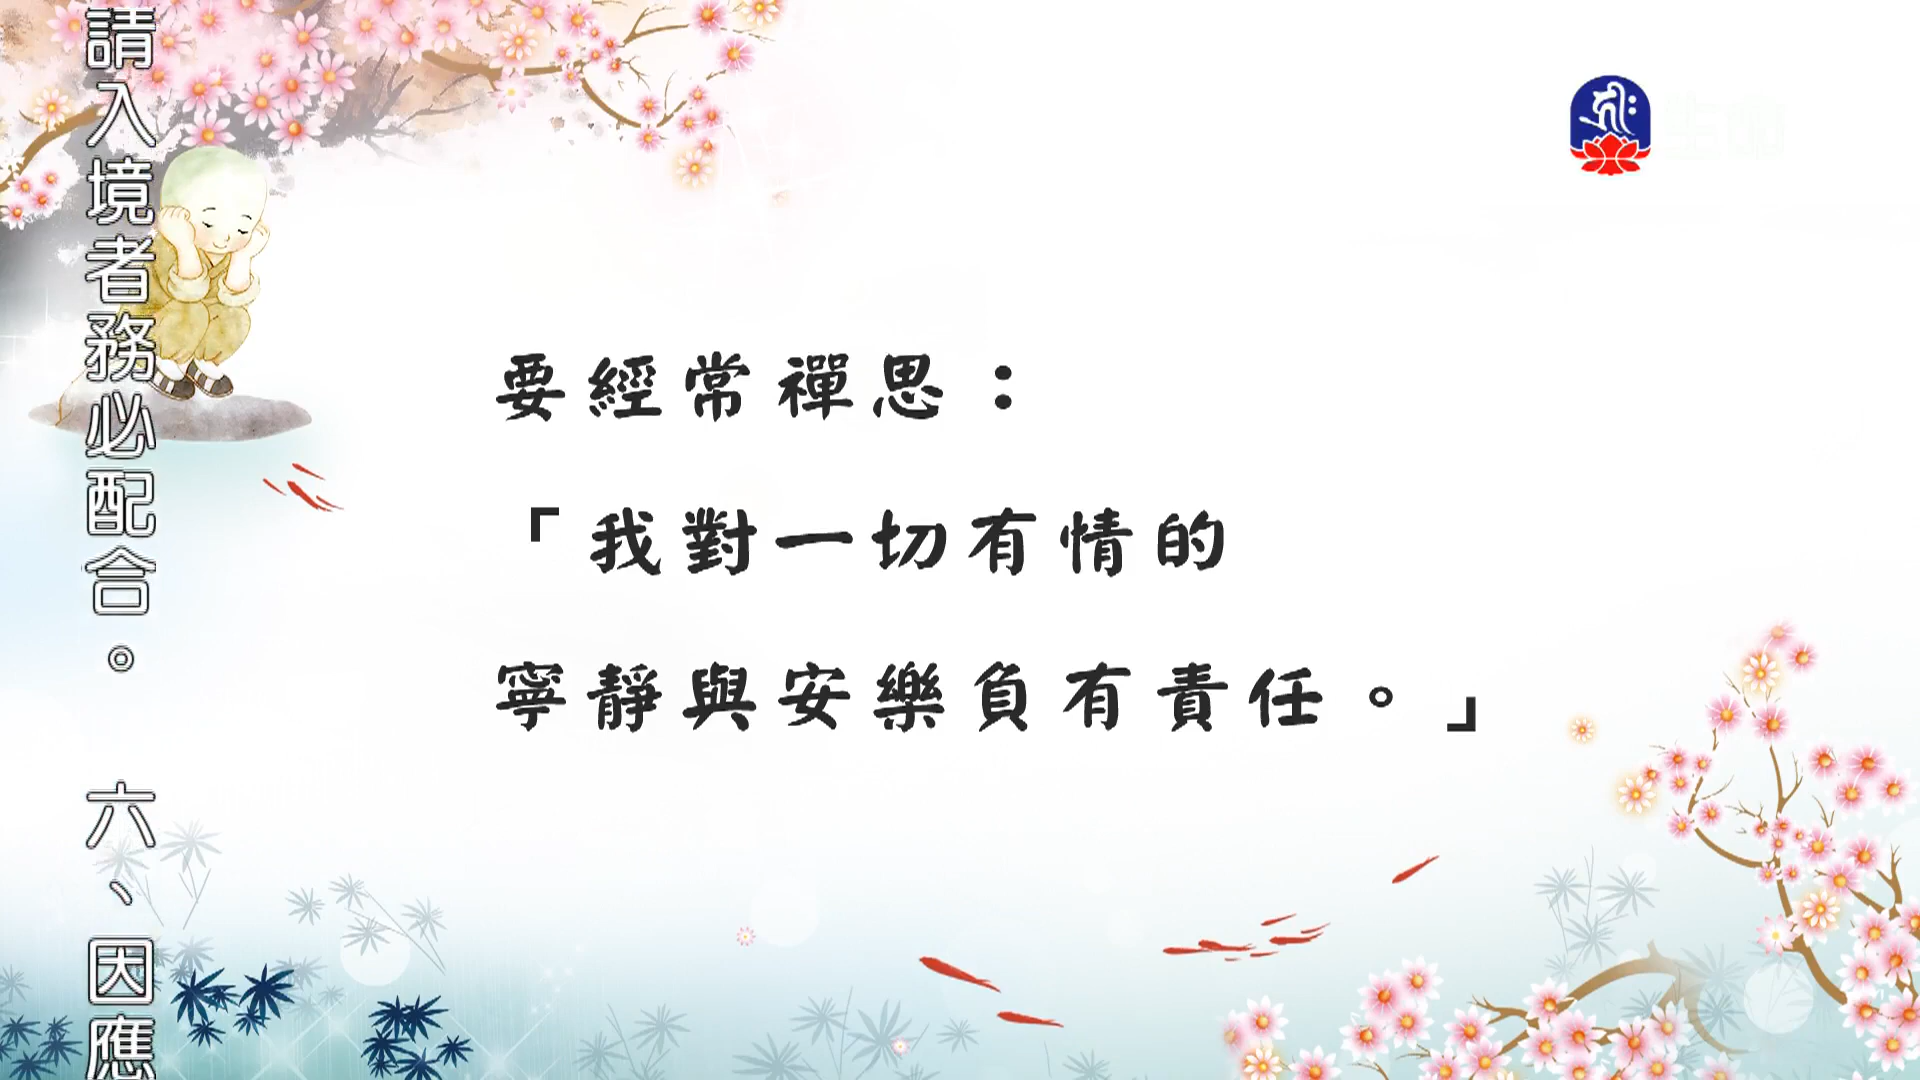 要經常禪思：
「我對一切有情的
寧靜與安樂負有責任。」
請入境者務必配合。　六、因應